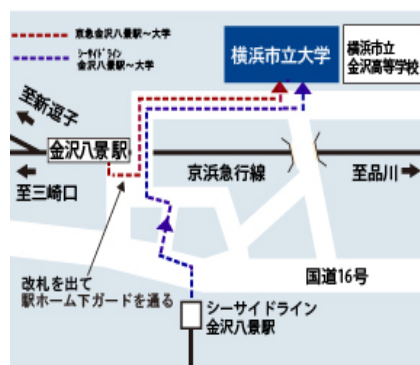 京急金沢八景駅～大学
シーサイドライン
金沢八景駅～大学
横浜市立大学
横浜市立
金沢高等学校
至新逗子
金沢八景 駅
京浜急行線
至品川
至三崎口
改札を出て
駅ホーム下ガードを通る
国道16号
シーサイドライン
金沢八景駅